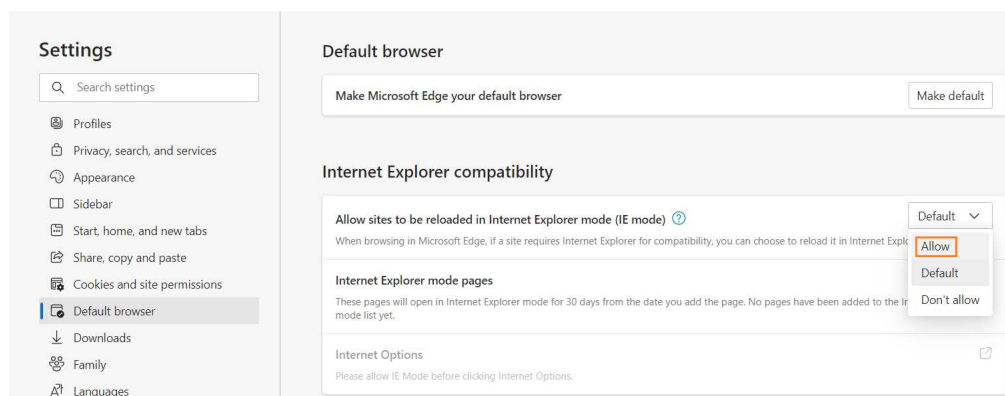 Settings
Search settings
Profiles
Privacy, search, and services
Appearance
Sidebar
Start, home, and new tabs
Share, copy and paste
Cookies and site permissions
Default browser
Downloads
Family
Languages
Default browser
Make Microsoft Edge your default browser
Make default
Internet Explorer compatibility
Allow sites to be reloaded in Internet Explorer mode (IE mode)
Default
When browsing in Microsoft Edge, if a site requires Internet Explorer for compatibility, you can choose to reload it in Internet
Allow
Default
Don't allow
Internet Explorer mode pages
These pages will open in Internet Explorer mode for 30 days from the date you add the page. No pages have been added to the
mode list yet.
Internet Options
Please allow IE Mode before clicking Internet Options.